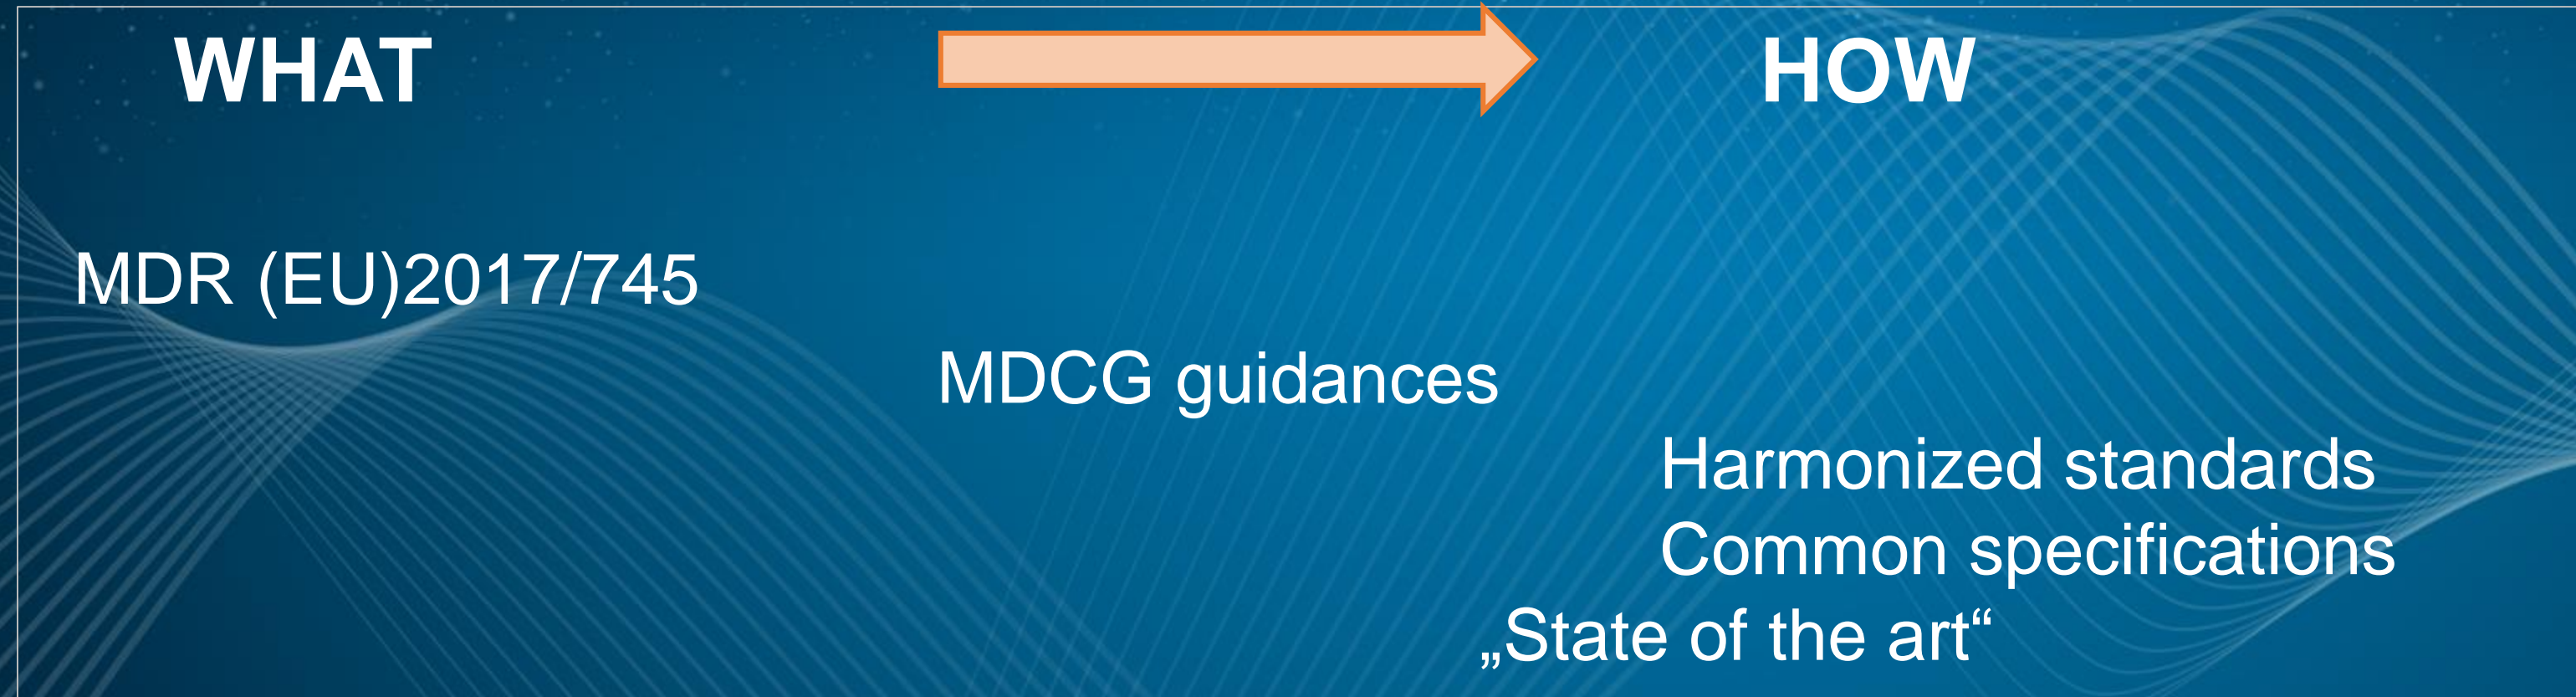 WHAT
HOW
MDR (EU)2017/745
MDCG guidances
Harmonized standards
Common specifications
„State of the art“